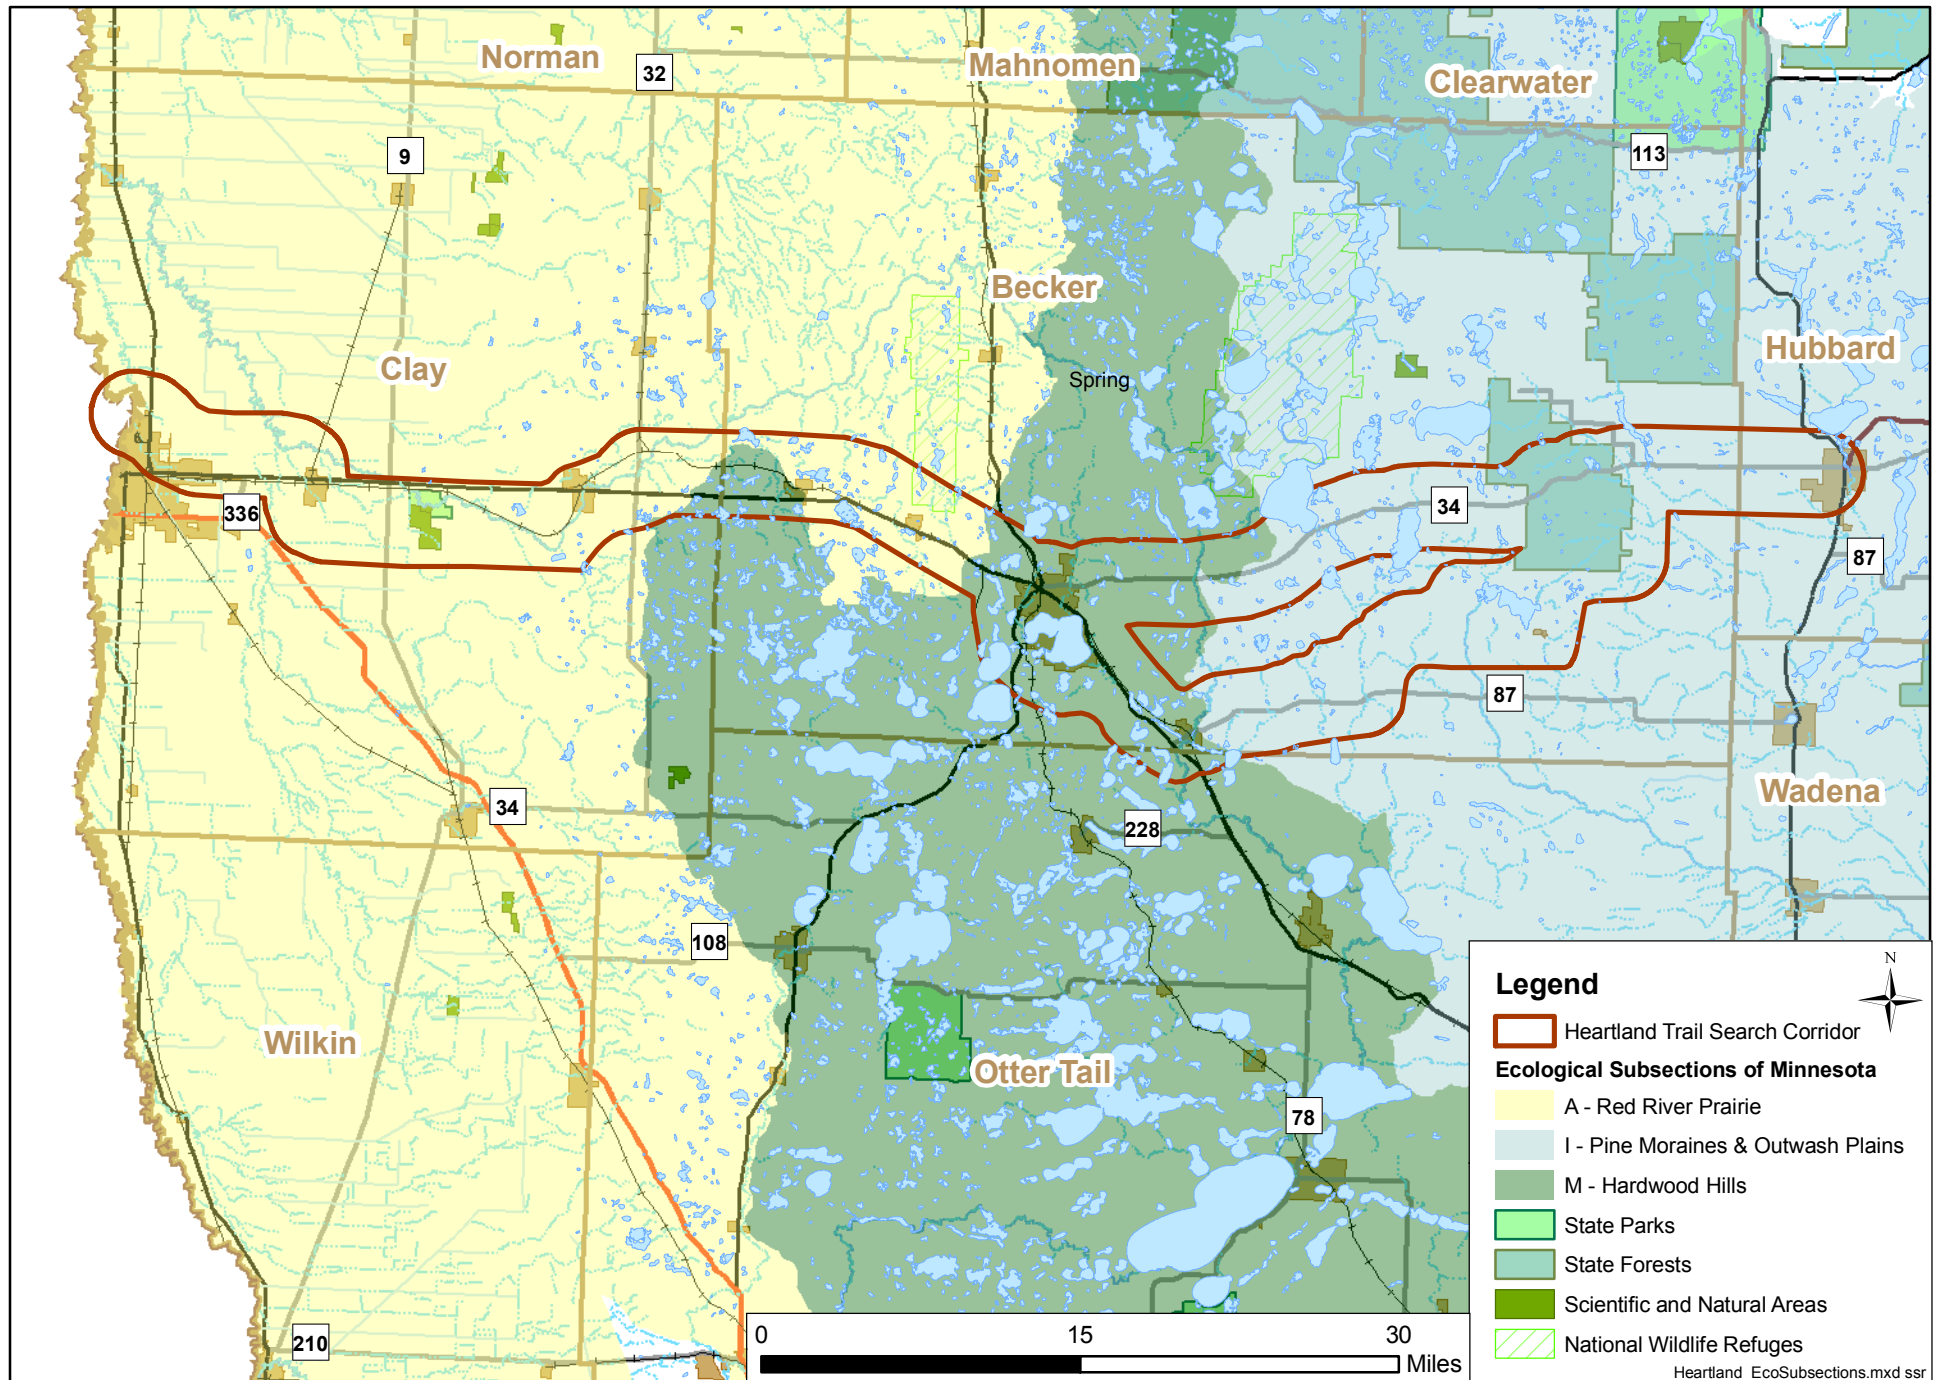 Norman
32
Mahnomen
Clearwater
9
113
Becker
Hubbard
Clay
Spring
336
34
87
87
34
228
Wadena
108
Wilkin
Otter Tail
78
210
0 15 30
Miles
N
Legend
Heartland Trail Search Corridor
Ecological Subsections of Minnesota
A - Red River Prairie
I - Pine Moraines & Outwash Plains
M - Hardwood Hills
State Parks
State Forests
Scientific and Natural Areas
National Wildlife Refuges
Heartland_EcoSubsections.mxd ssr